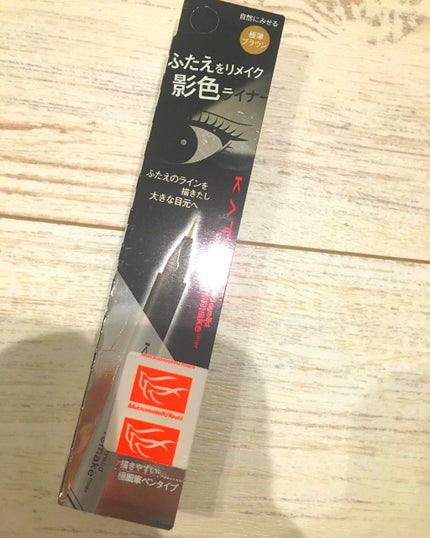 自然にみせる
極薄
ブラウン
ふたえをリメイク
影色ライナー
ふたえのラインを
描きたし
大きな目元へ
remake
MatsumotoKiyoshi
描きやすい
極細筆ペンタイプ